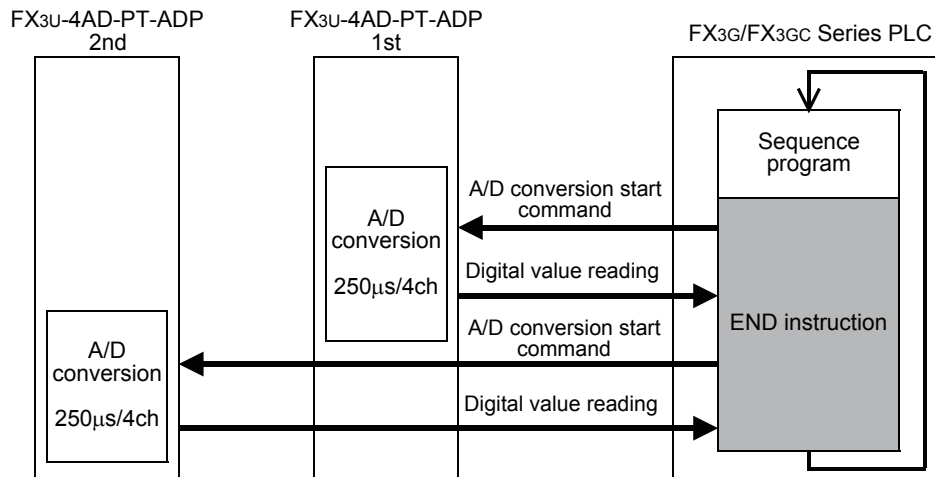 FX3U-4AD-PT-ADP
2nd
FX3U-4AD-PT-ADP
1st
FX3G/FX3GC Series PLC
Sequence
program
A/D conversion start
command
A/D
conversion
250μs/4ch
Digital value reading
END instruction
A/D conversion start
command
A/D
conversion
250μs/4ch
Digital value reading